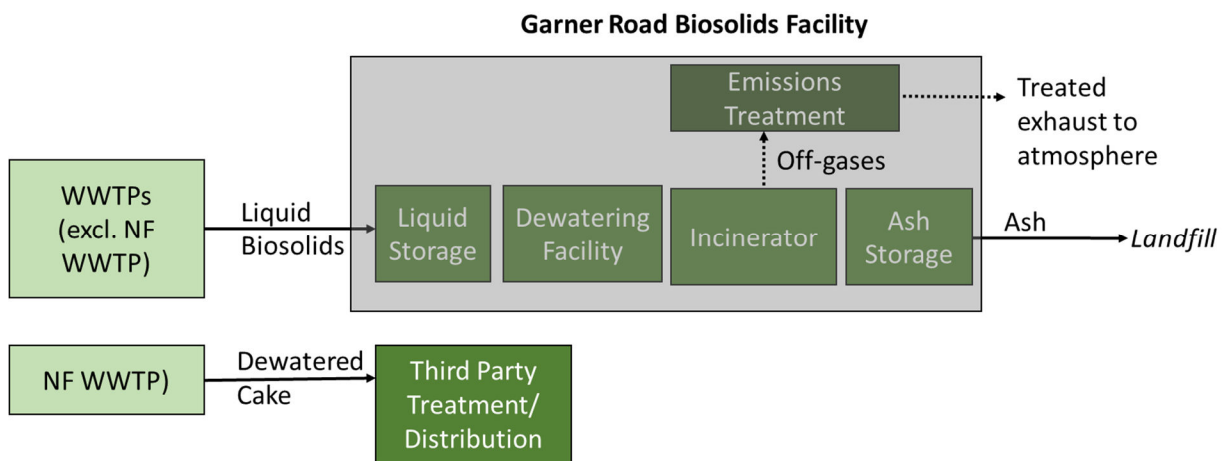 Garner Road Biosolids Facility
Emissions
Treatment
Treated
exhaust to
atmosphere
Off-gases
WWTPs
(excl. NF
WWTP)
Liquid
Biosolids
Liquid
Storage
Dewatering
Facility
Incinerator
Ash
Storage
Ash
Landfill
NF WWTP)
Dewatered
Cake
Third Party
Treatment/
Distribution